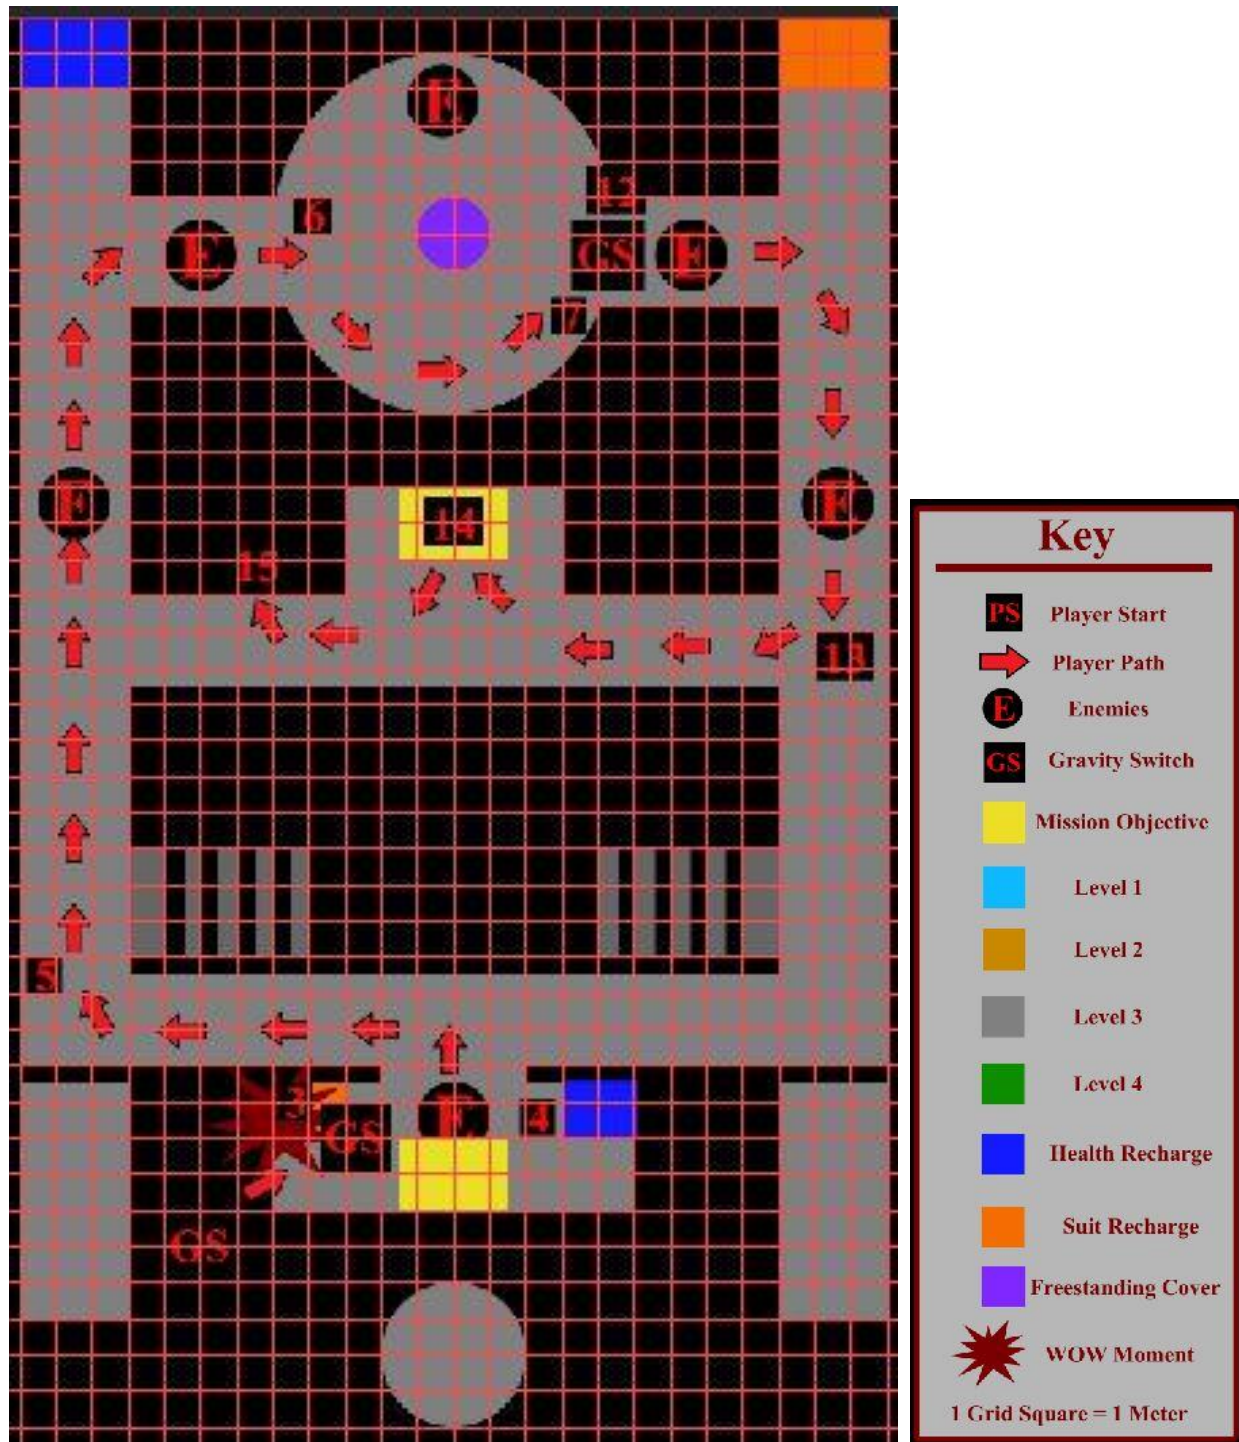 E
12
6
E
GS
E
7
E
E
14
15
13
5
3
GS
E
4
GS
Key
PS Player Start
Player Path
E Enemies
GS Gravity Switch
Mission Objective
Level 1
Level 2
Level 3
Level 4
Health Recharge
Suit Recharge
Freestanding Cover
WOW Moment
1 Grid Square = 1 Meter